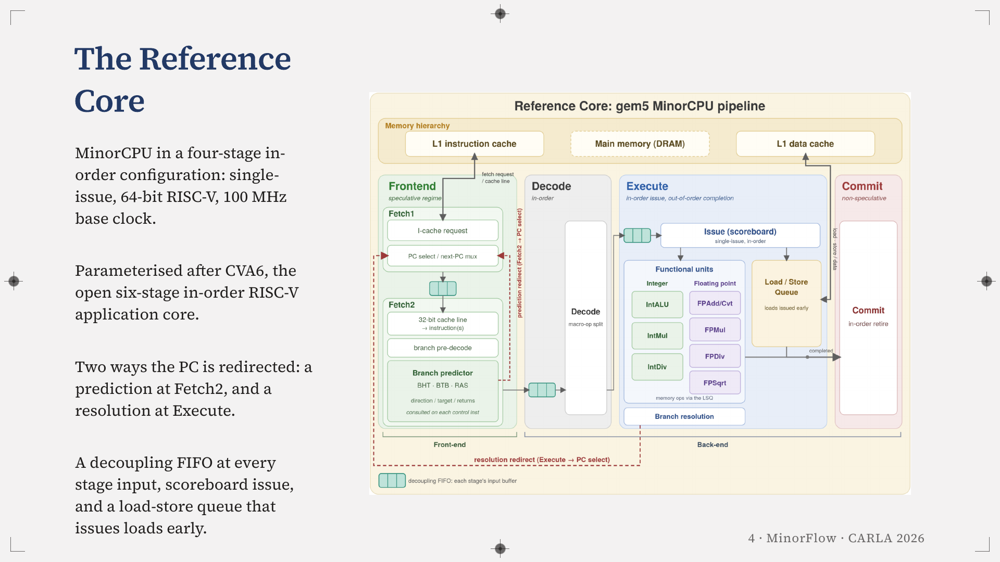 The Reference
Core
MinorCPU in a four-stage in-
order configuration: single-
issue, 64-bit RISC-V, 100 MHz
base clock.
Parameterised after CVA6, the
open six-stage in-order RISC-V
application core.
Two ways the PC is redirected: a
prediction at Fetch2, and a
resolution at Execute.
A decoupling FIFO at every
stage input, scoreboard issue,
and a load-store queue that
issues loads early.
Reference Core: gem5 MinorCPU pipeline
Memory hierarchy
L1 instruction cache
Main memory (DRAM)
L1 data cache
fetch request
/ cache line
Frontend
speculative regime
Fetch1
I-cache request
PC select / next-PC mux
Fetch2
32-bit cache line
→ instruction(s)
branch pre-decode
Branch predictor
BHT · BTB · RAS
direction / target / returns
consulted on each control inst
prediction redirect (Fetch2 → PC select)
Decode
in-order
Decode
macro-op split
Execute
in-order issue, out-of-order completion
Issue (scoreboard)
single-issue, in-order
Functional units
Integer
Floating point
IntALU
IntMul
IntDiv
FPAdd/Cvt
FPMul
FPDiv
FPSqrt
memory ops via the LSQ
Branch resolution
Load / Store
Queue
loads issued early
load · store / data
completed
Commit
non-speculative
Commit
in-order retire
Front-end
Back-end
resolution redirect (Execute → PC select)
decoupling FIFO: each stage's input buffer
4 · MinorFlow · CARLA 2026